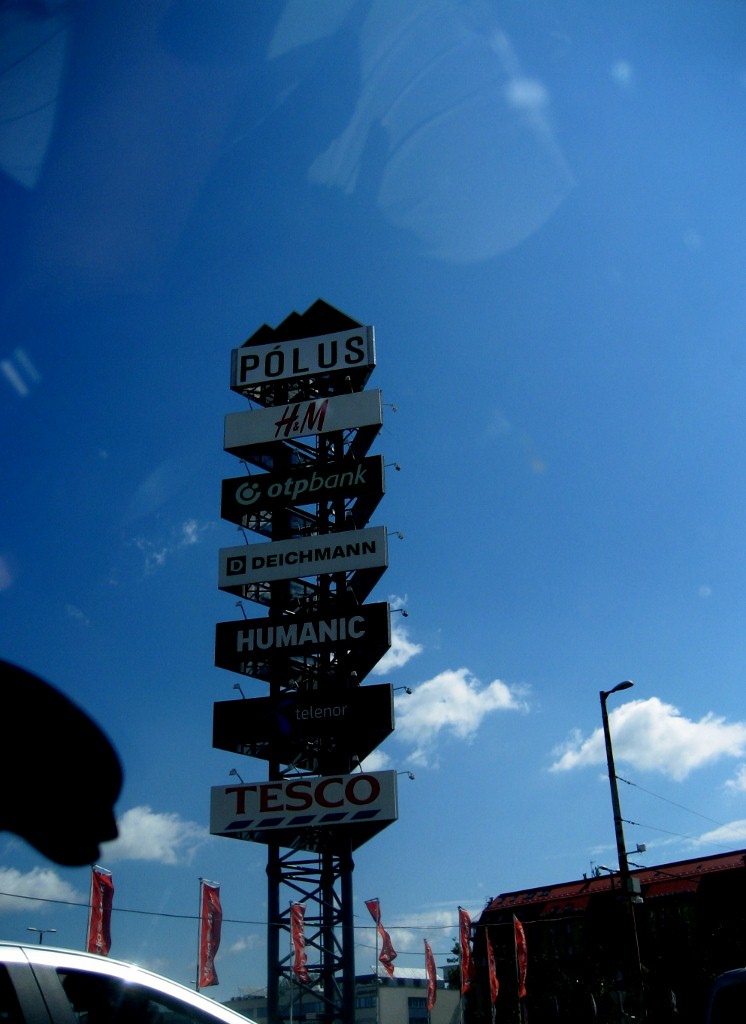 PÓLUS
H&M
otpbank
D DEICHMANN
HUMANIC
telenor
TESCO